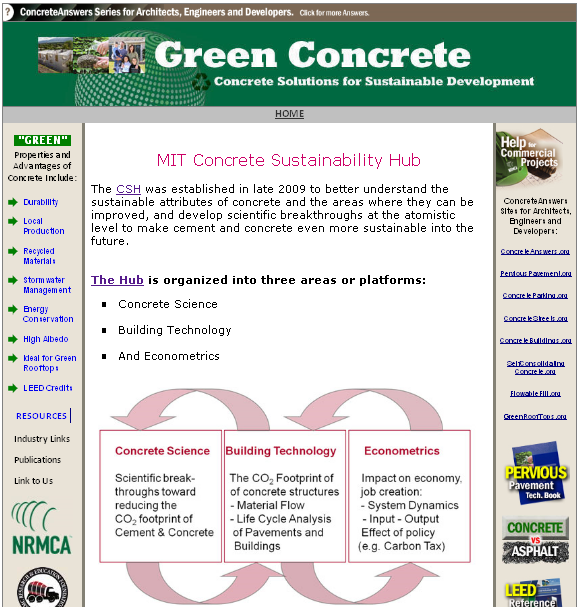 ? ConcreteAnswers Series for Architects, Engineers and Developers. Click for more Answers.
Green Concrete
Concrete Solutions for Sustainable Development
HOME
"GREEN"
Properties and
Advantages of
Concrete Include:
Durability
Local
Production
Recycled
Materials
Stormwater
Management
Energy
Conservation
High Albedo
Ideal for Green
Rooftops
LEED Credits
RESOURCES
Industry Links
Publications
Link to Us
NRMCA
MIT Concrete Sustainability Hub
The CSH was established in late 2009 to better understand the
sustainable attributes of concrete and the areas where they can be
improved, and develop scientific breakthroughs at the atomistic
level to make cement and concrete even more sustainable into the
future.
The Hub is organized into three areas or platforms:
Concrete Science
Building Technology
And Econometrics
Concrete Science
Scientific break-
throughs toward
reducing the
CO2 footprint of
Cement & Concrete
Building Technology
The CO2 Footprint of
of concrete structures
- Material Flow
- Life Cycle Analysis
of Pavements and
Buildings
Econometrics
Impact on economy,
job creation:
- System Dynamics
- Input - Output
Effect of policy
(e.g. Carbon Tax)
Help for
Commercial
Projects
ConcreteAnswers
Sites for Architects,
Engineers and
Developers:
ConcreteAnswers.org
PerviousPavement.org
ConcreteParking.org
ConcreteStreets.org
ConcreteBuildings.org
SelfConsolidating
Concrete.org
FlowableFill.org
GreenRoofTops.org
PERVIOUS
Pavement
Tech. Book
CONCRETE
VS
ASPHALT
LEED
Reference